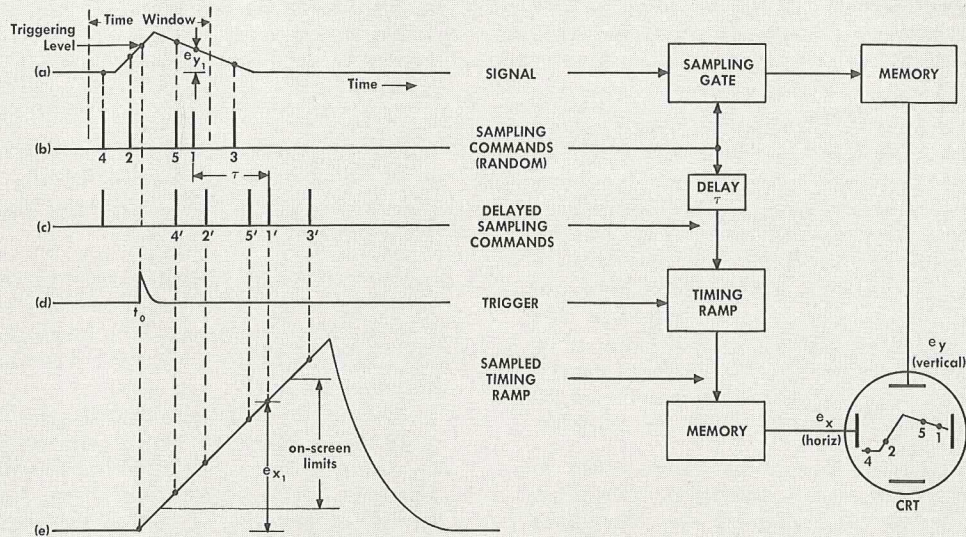 Triggering
Level
Time Window
e y1
(a)
Time
SIGNAL
SAMPLING
GATE
MEMORY
(b)
4 2 5 1 3
SAMPLING
COMMANDS
(RANDOM)
τ
DELAY
τ
(c)
4' 2' 5' 1' 3'
DELAYED
SAMPLING
COMMANDS
(d)
t0
TRIGGER
TIMING
RAMP
SAMPLED
TIMING
RAMP
MEMORY
e y
(vertical)
e x
(horiz)
4 2 5 1
CRT
on-screen
limits
e x1
(e)